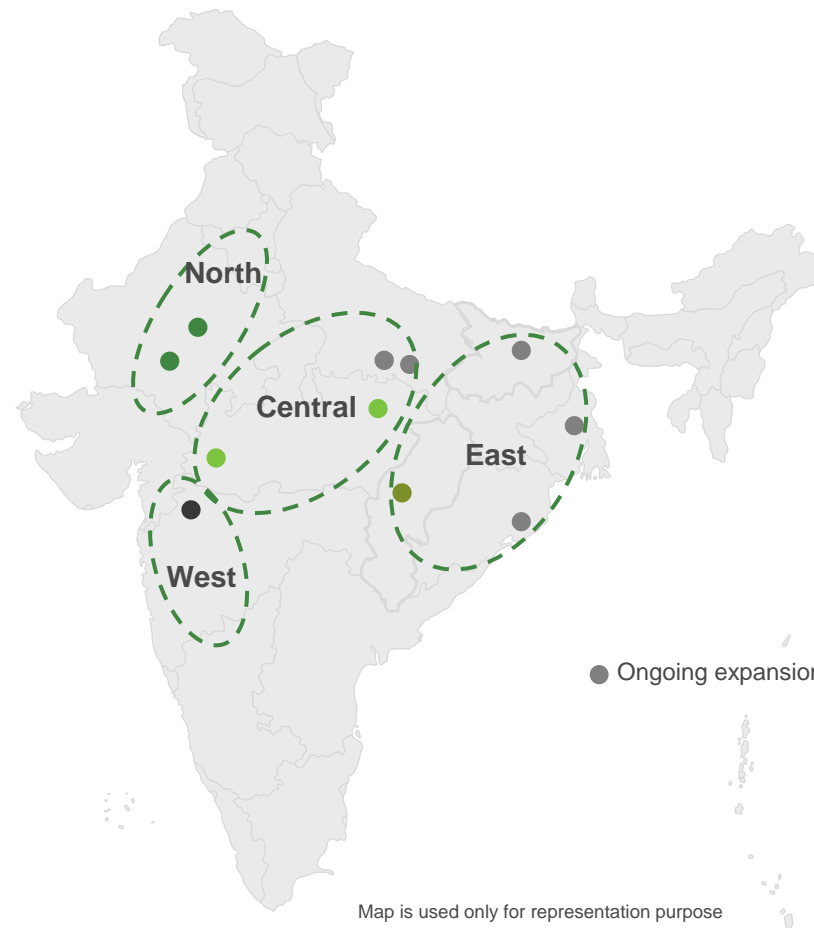 North
Central
East
West
Ongoing expansion
Map is used only for representation purpose